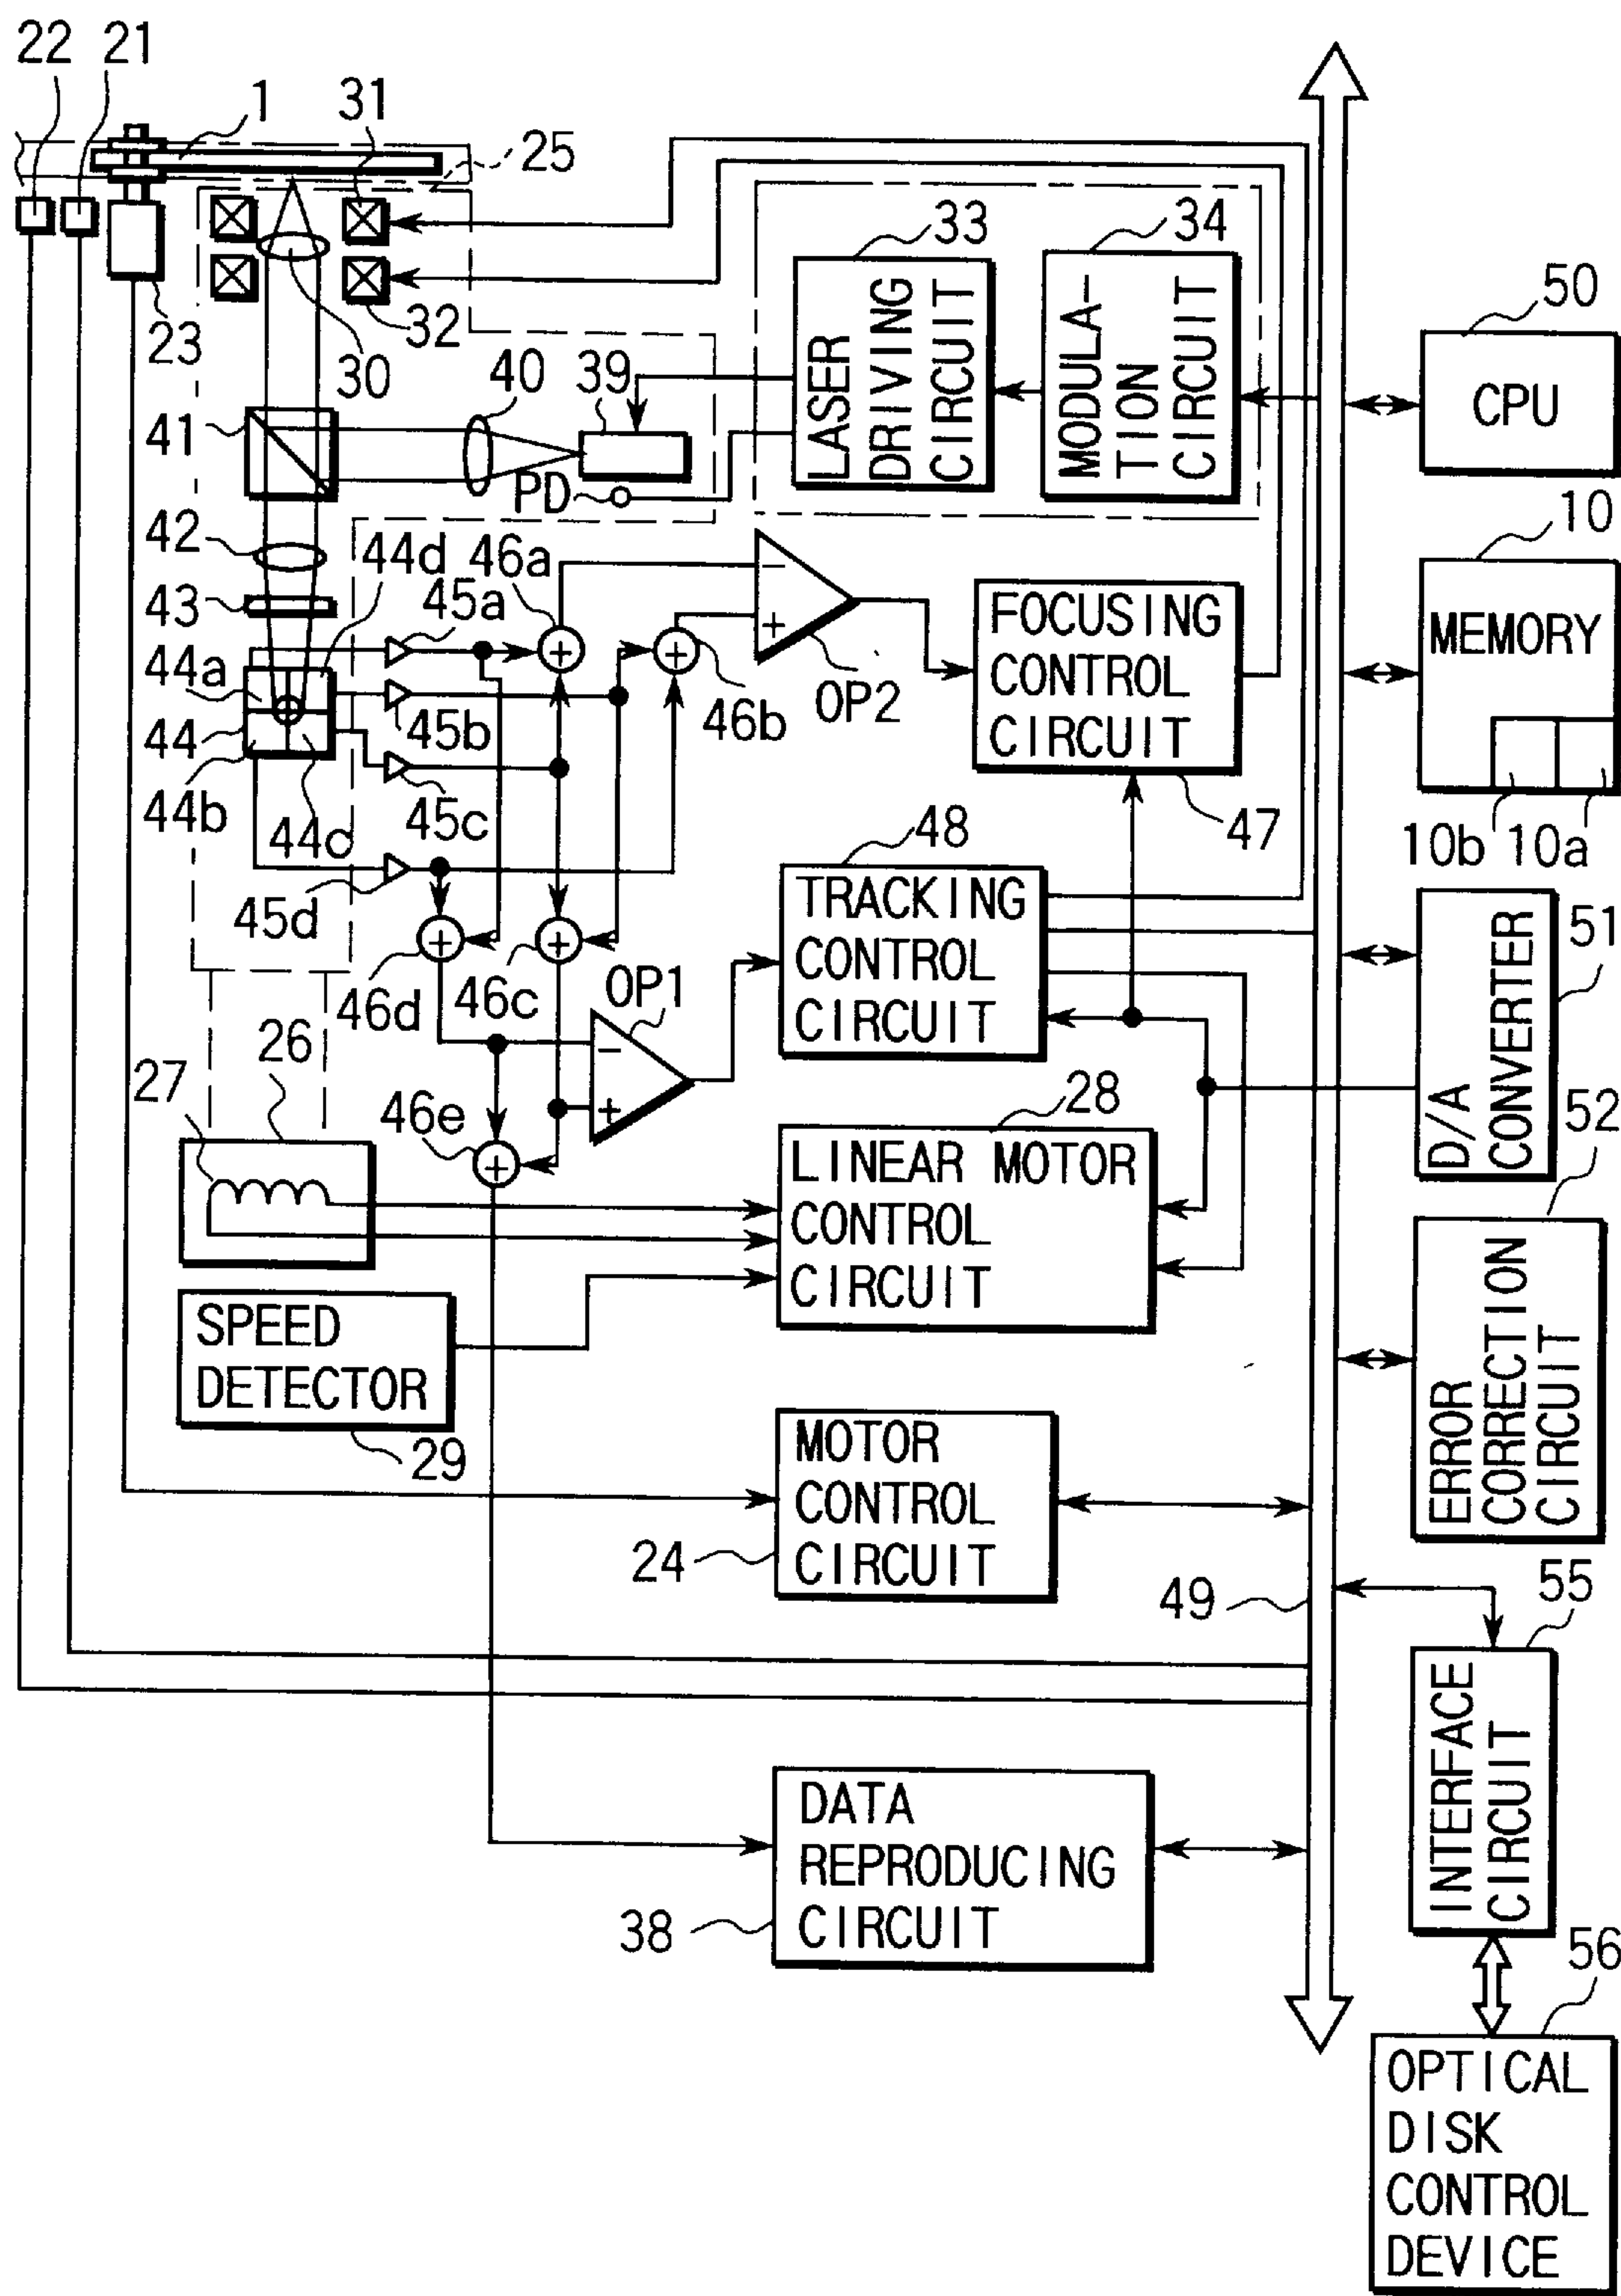 22
21
1
31
25
33
34
50
LASER
DRIVING
CIRCUIT
MODULA-
TION
CIRCUIT
CPU
23
30
32
40
39
41
PD
10
42
44d
46a
43
45a
FOCUSING
CONTROL
CIRCUIT
MEMORY
44a
−
+
+
+
OP2
44
45b
46b
44b
44c
45c
48
47
10b
10a
45d
TRACKING
CONTROL
CIRCUIT
D/A
CONVERTER
51
+
+
46d
46c
OP1
−
+
27
26
46e
28
52
+
LINEAR MOTOR
CONTROL
CIRCUIT
ERROR
CORRECTION
CIRCUIT
SPEED
DETECTOR
29
MOTOR
CONTROL
CIRCUIT
24
49
55
INTERFACE
CIRCUIT
DATA
REPRODUCING
CIRCUIT
38
56
OPTICAL
DISK
CONTROL
DEVICE